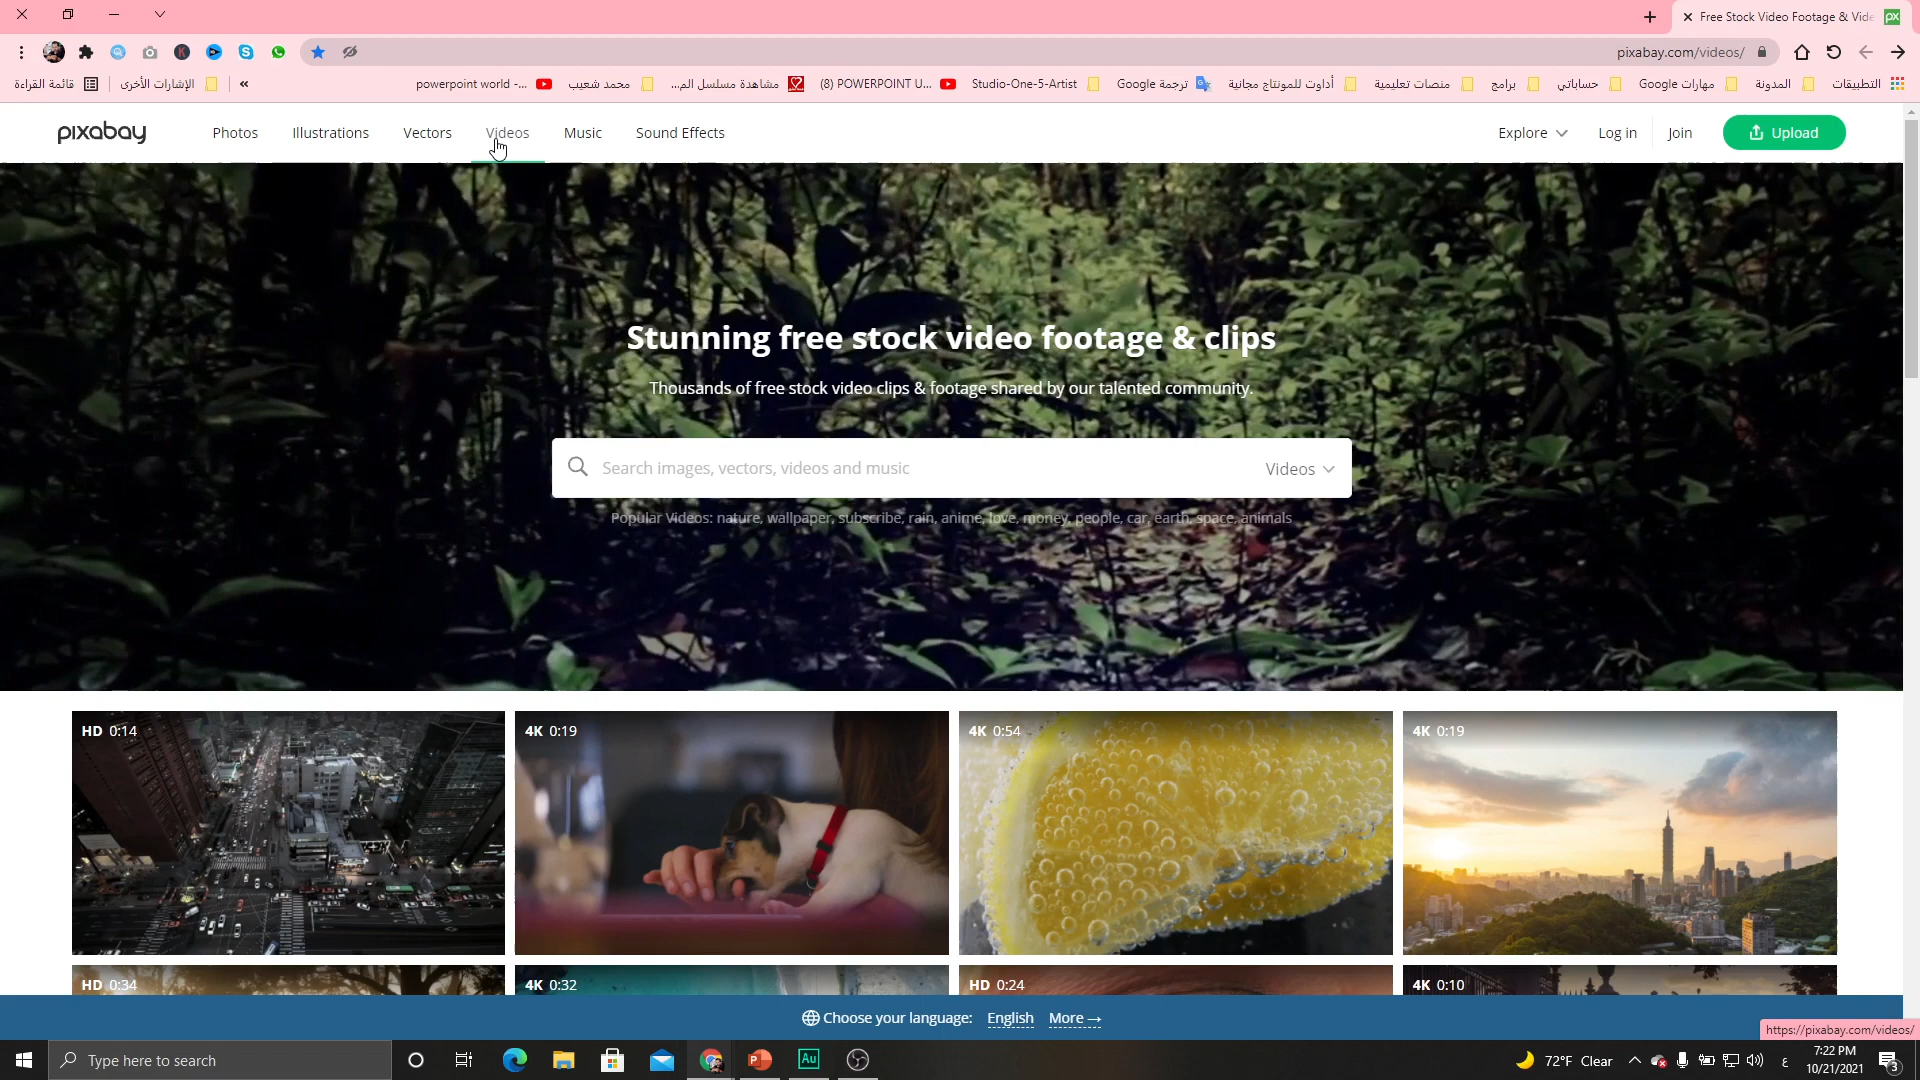 Free Stock Video Footage & Vide
pixabay.com/videos/
التطبيقات
المدونة
مهارات Google
حساباتي
برامج
منصات تعليمية
أداوت للمونتاج مجانية
ترجمة Google
Studio-One-5-Artist
(8) POWERPOINT U...
مشاهدة مسلسل الم...
محمد شعيب
powerpoint world -...
»
الإشارات الأخرى
قائمة القراءة
pixabay
Photos
Illustrations
Vectors
Videos
Music
Sound Effects
Explore
Log in
Join
Upload
Stunning free stock video footage & clips
Thousands of free stock video clips & footage shared by our talented community.
Search images, vectors, videos and music
Videos
Popular Videos: nature, wallpaper, subscribe, rain, anime, love, money, people, car, earth, space, animals
HD 0:14
4K 0:19
4K 0:54
4K 0:19
HD 0:34
4K 0:32
HD 0:24
4K 0:10
Choose your language: English More →
https://pixabay.com/videos/
Type here to search
72°F Clear
ع
7:22 PM
10/21/2021
3